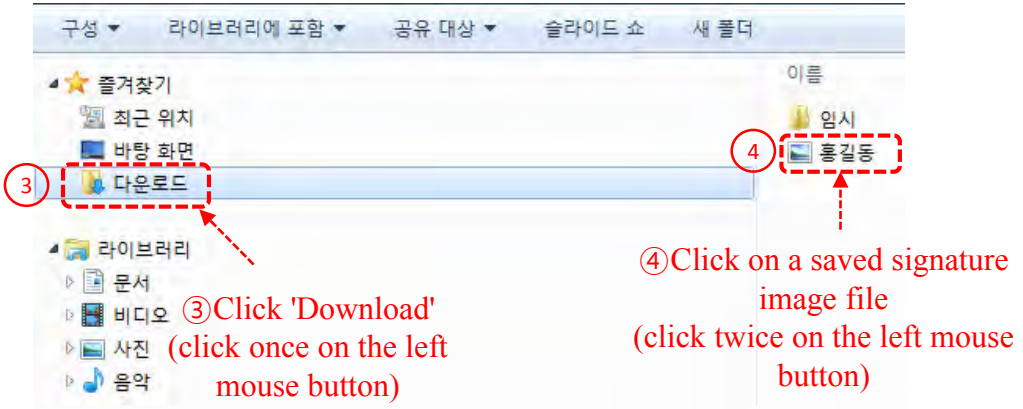 구성 라이브러리에 포함 공유 대상 슬라이드 쇼 새 폴더
즐겨찾기
최근 위치
바탕 화면
③ 다운로드
라이브러리
문서
비디오
사진
음악
③Click 'Download'
(click once on the left
mouse button)
이름
임시
④ 홍길동
④Click on a saved signature
image file
(click twice on the left mouse
button)